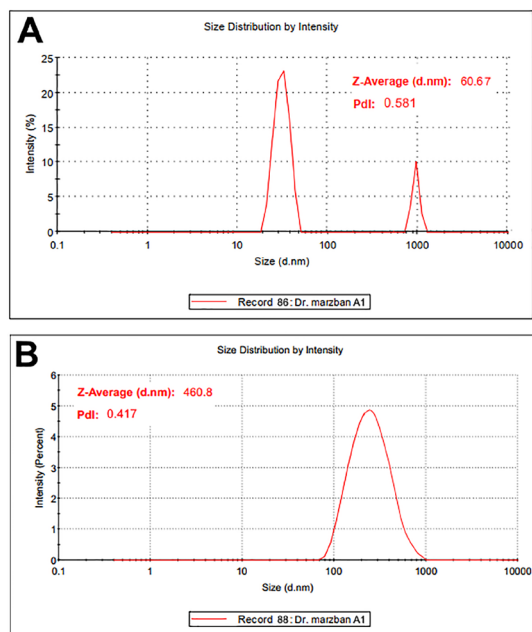 A
Size Distribution by Intensity
25
20
15
10
5
0
Intensity (%)
Z-Average (d.nm): 60.67
PdI: 0.581
0.1 1 10 100 1000 10000
Size (d.nm)
Record 86: Dr. marzban A1
B
Size Distribution by Intensity
6
5
4
3
2
1
0
Intensity (Percent)
Z-Average (d.nm): 460.8
PdI: 0.417
0.1 1 10 100 1000 10000
Size (d.nm)
Record 88: Dr. marzban A1